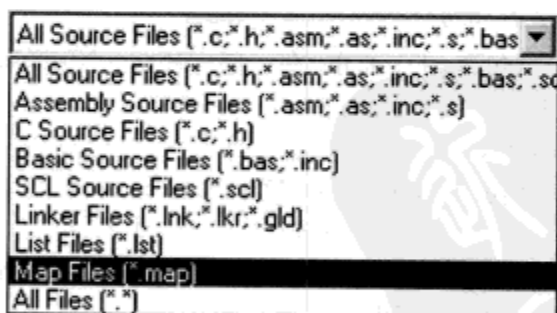 All Source Files (*.c;*.h;*.asm;*.as;*.inc;*.s;*.bas
All Source Files (*.c;*.h;*.asm;*.as;*.inc;*.s;*.bas;*.sc
Assembly Source Files (*.asm;*.as;*.inc;*.s)
C Source Files (*.c;*.h)
Basic Source Files (*.bas;*.inc)
SCL Source Files (*.scl)
Linker Files (*.lnk;*.lkr;*.gld)
List Files (*.lst)
Map Files (*.map)
All Files (*.*)